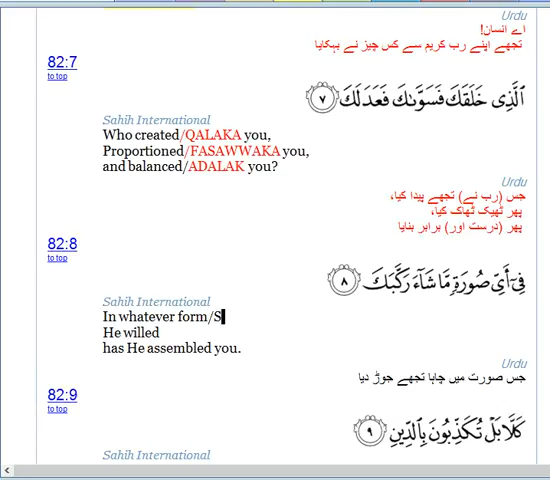 Urdu
اے انسان!
تجھے اپنے رب کریم سے کس چیز نے بہکایا
82:7
to top
الَّذِى خَلَقَكَ فَسَوَّىٰكَ فَعَدَلَكَ ٧
Sahih International
Who created/QALAKA you,
Proportioned/FASAWWAKA you,
and balanced/ADALAK you?
Urdu
جس (رب نے) تجھے پیدا کیا،
پھر ٹھیک ٹھاک کیا،
پھر (درست اور) برابر بنایا
82:8
to top
فِىٓ أَىِّ صُورَةٍ مَّا شَآءَ رَكَّبَكَ ٨
Sahih International
In whatever form/S
He willed
has He assembled you.
Urdu
جس صورت میں چاہا تجھے جوڑ دیا
82:9
to top
كَلَّا بَلْ تُكَذِّبُونَ بِالدِّينِ ٩
Sahih International